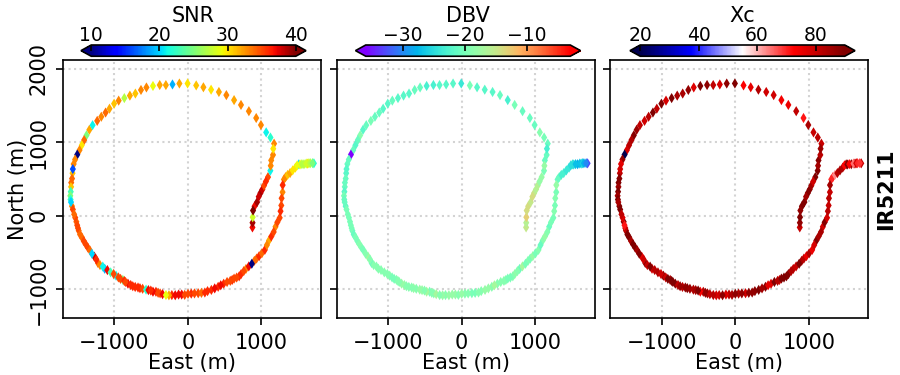 SNR DBV Xc
10 20 30 40 −30 −20 −10 20 40 60 80
2000
1000
0
−1000
North (m)
IR5211
−1000 0 1000 −1000 0 1000 −1000 0 1000
East (m) East (m) East (m)